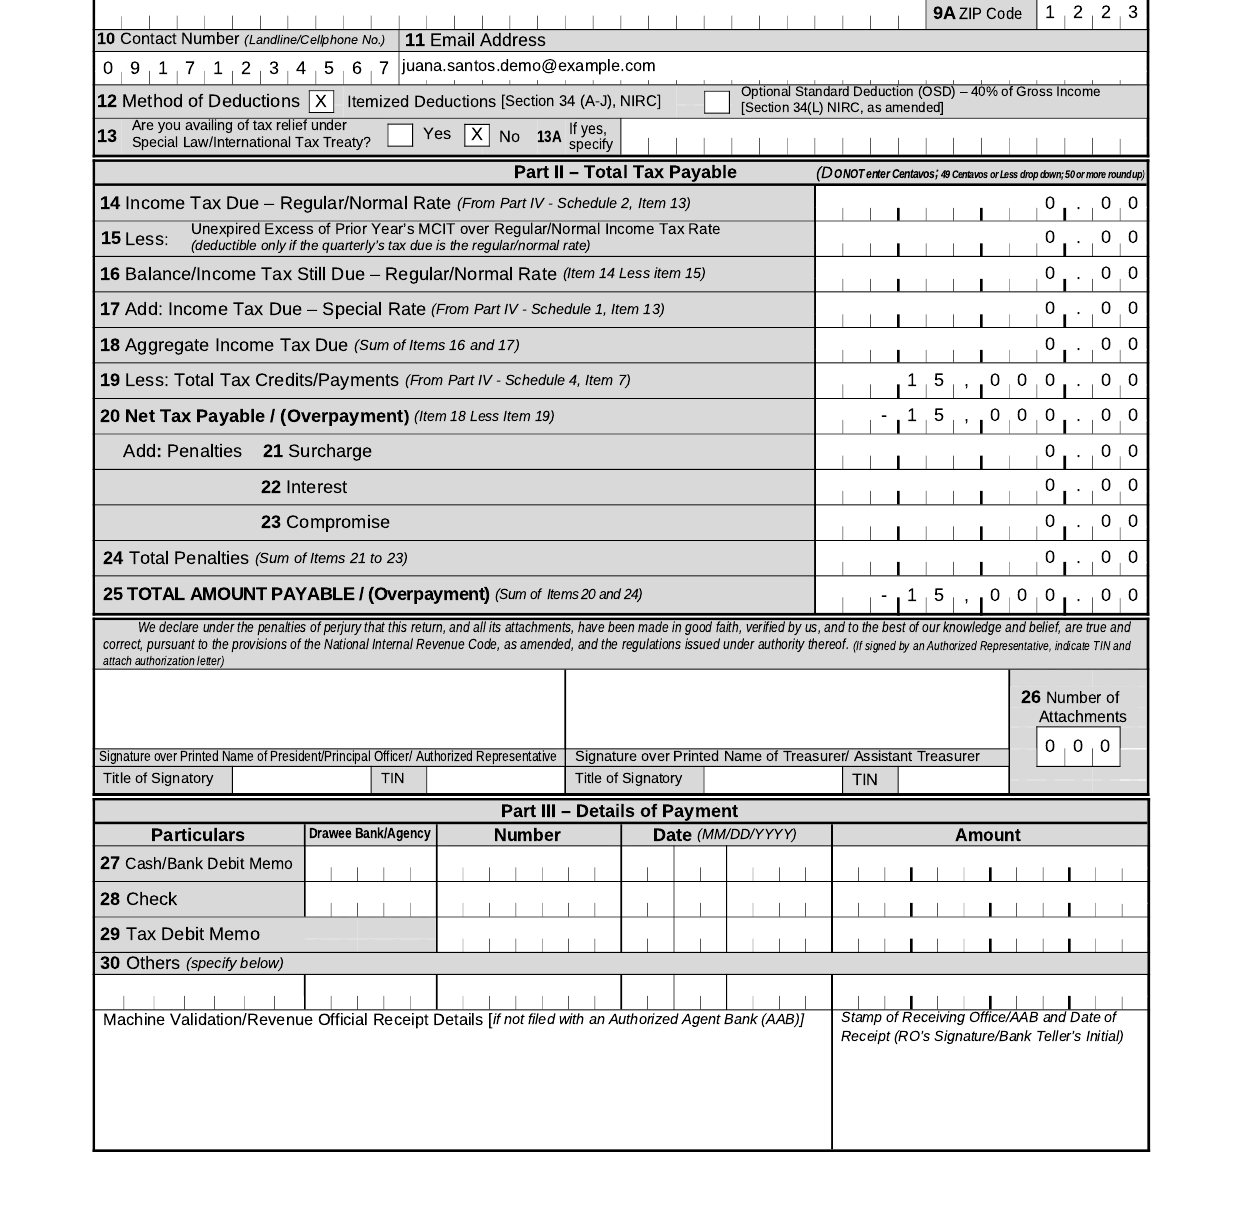 9A ZIP Code 1 2 2 3
10 Contact Number (Landline/Cellphone No.) 11 Email Address
0 9 1 7 1 2 3 4 5 6 7 juana.santos.demo@example.com
12 Method of Deductions X Itemized Deductions [Section 34 (A-J), NIRC] Optional Standard Deduction (OSD) – 40% of Gross Income
[Section 34(L) NIRC, as amended]
13 Are you availing of tax relief under
Special Law/International Tax Treaty? Yes X No 13A If yes,
specify
Part II – Total Tax Payable (DO NOT enter Centavos; 49 Centavos or Less drop down; 50 or more round up)
14 Income Tax Due – Regular/Normal Rate (From Part IV - Schedule 2, Item 13) 0 . 0 0
15 Less: Unexpired Excess of Prior Year's MCIT over Regular/Normal Income Tax Rate
(deductible only if the quarterly's tax due is the regular/normal rate) 0 . 0 0
16 Balance/Income Tax Still Due – Regular/Normal Rate (Item 14 Less item 15) 0 . 0 0
17 Add: Income Tax Due – Special Rate (From Part IV - Schedule 1, Item 13) 0 . 0 0
18 Aggregate Income Tax Due (Sum of Items 16 and 17) 0 . 0 0
19 Less: Total Tax Credits/Payments (From Part IV - Schedule 4, Item 7) 1 5 , 0 0 0 . 0 0
20 Net Tax Payable / (Overpayment) (Item 18 Less Item 19) - 1 5 , 0 0 0 . 0 0
Add: Penalties 21 Surcharge 0 . 0 0
22 Interest 0 . 0 0
23 Compromise 0 . 0 0
24 Total Penalties (Sum of Items 21 to 23) 0 . 0 0
25 TOTAL AMOUNT PAYABLE / (Overpayment) (Sum of Items 20 and 24) - 1 5 , 0 0 0 . 0 0
We declare under the penalties of perjury that this return, and all its attachments, have been made in good faith, verified by us, and to the best of our knowledge and belief, are true and
correct, pursuant to the provisions of the National Internal Revenue Code, as amended, and the regulations issued under authority thereof. (If signed by an Authorized Representative, indicate TIN and
attach authorization letter)
26 Number of
Attachments
0 0 0
Signature over Printed Name of President/Principal Officer/ Authorized Representative Signature over Printed Name of Treasurer/ Assistant Treasurer
Title of Signatory TIN Title of Signatory TIN
Part III – Details of Payment
Particulars Drawee Bank/Agency Number Date (MM/DD/YYYY) Amount
27 Cash/Bank Debit Memo
28 Check
29 Tax Debit Memo
30 Others (specify below)
Machine Validation/Revenue Official Receipt Details [if not filed with an Authorized Agent Bank (AAB)] Stamp of Receiving Office/AAB and Date of
Receipt (RO's Signature/Bank Teller's Initial)